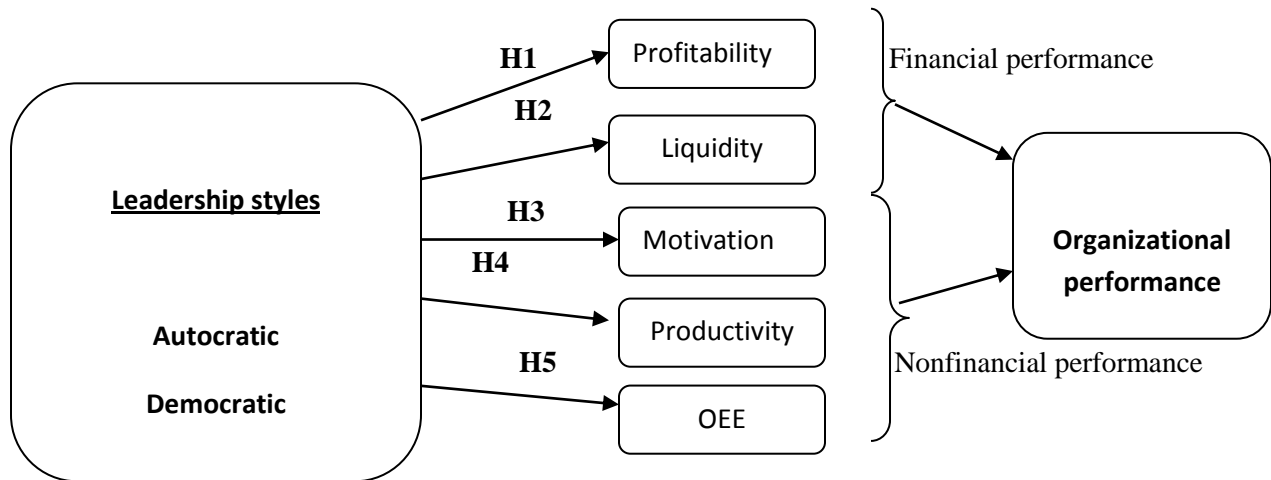 Leadership styles
Autocratic
Democratic
H1
H2
H3
H4
H5
Profitability
Liquidity
Motivation
Productivity
OEE
Financial performance
Nonfinancial performance
Organizational
performance